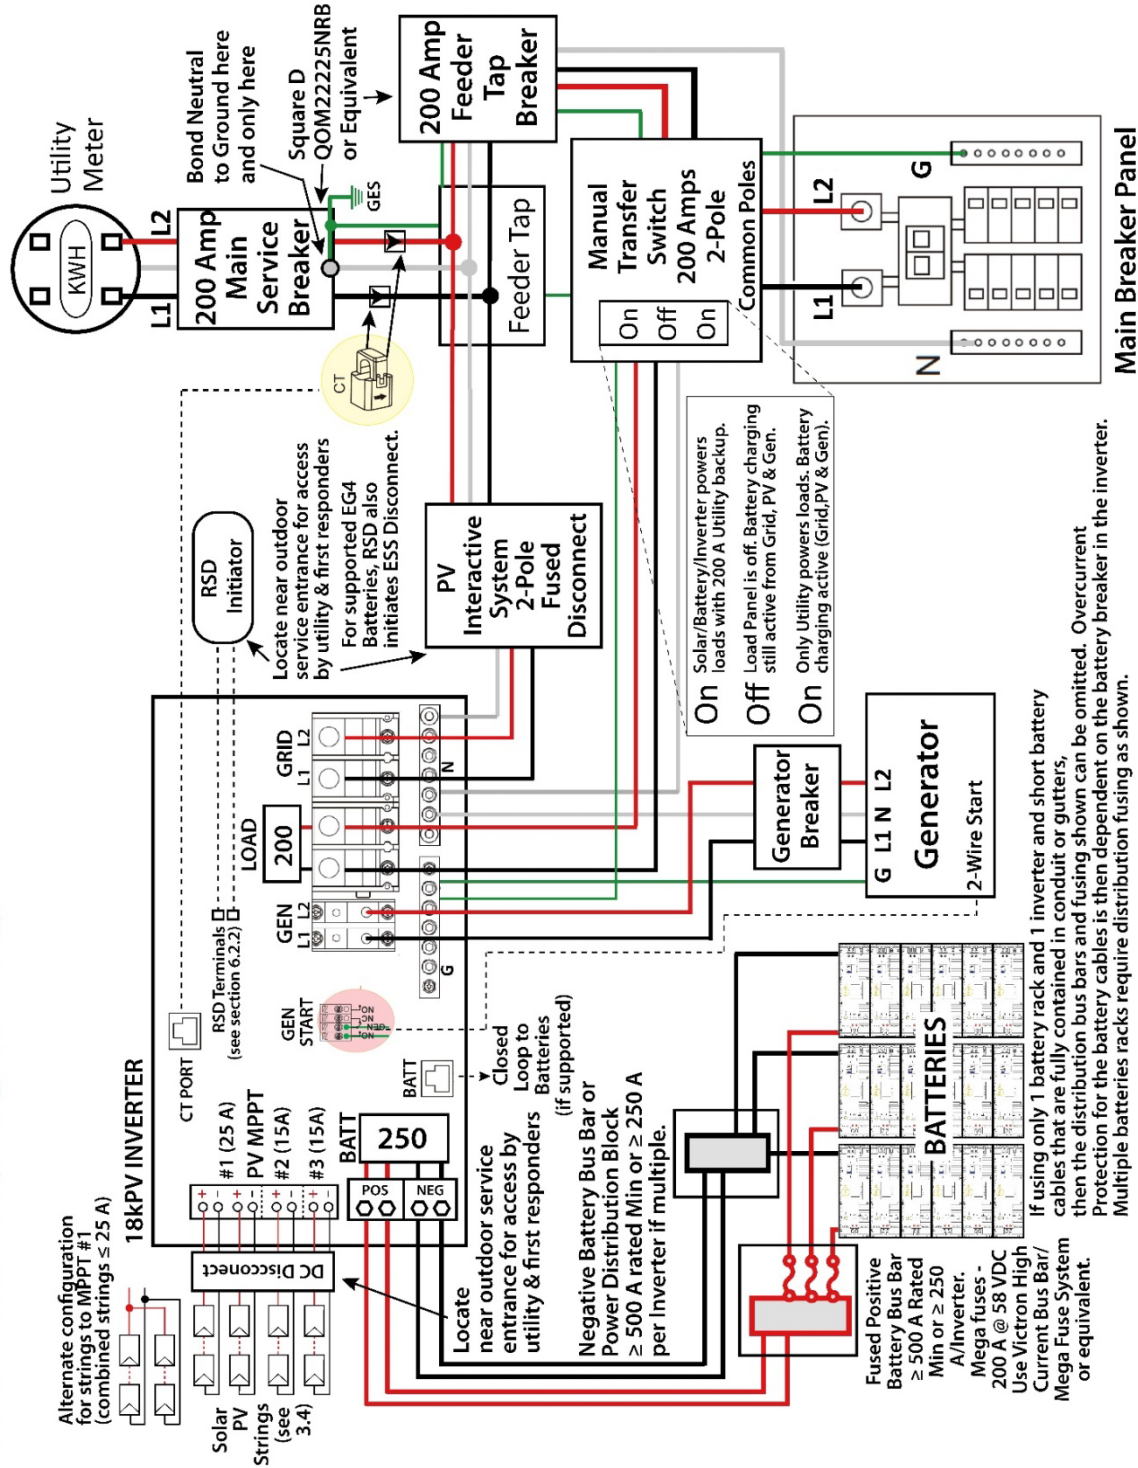 Alternate configuration
for strings to MPPT #1
(combined strings ≤ 25 A)
Solar
PV
Strings
(see
3.4)
DC Disconnect
18kPV INVERTER
#1 (25 A)
PV MPPT
#2 (15A)
#3 (15A)
+
-
+
-
+
-
+
-
BATT
250
POS
NEG
CT PORT
RSD Terminals
(see section 6.2.2)
GEN
START
NO
NC
GEN
NO
BATT
Closed
Loop to
Batteries
(if supported)
GEN
L1 L2
LOAD
200
GRID
L1 L2
G
N
RSD
Initiator
Locate near outdoor
service entrance for access
by utility & first responders
For supported EG4
Batteries, RSD also
initiates ESS Disconnect.
CT
PV
Interactive
System
2-Pole
Fused
Disconnect
Utility
Meter
KWH
L1
L2
200 Amp
Main
Service
Breaker
Bond Neutral
to Ground here
and only here
GES
Square D
QOM22225NRB
or Equivalent
200 Amp
Feeder
Tap
Breaker
Feeder Tap
Manual
Transfer
Switch
200 Amps
2-Pole
Common Poles
On
Off
On
On Solar/Battery/Inverter powers
loads with 200 A Utility backup.
Off Load Panel is off. Battery charging
still active from Grid, PV & Gen.
On Only Utility powers loads. Battery
charging active (Grid,PV & Gen).
L1
L2
N
G
Main Breaker Panel
Locate
near outdoor service
entrance for access by
utility & first responders
Negative Battery Bus Bar or
Power Distribution Block
≥ 500 A rated Min or ≥ 250 A
per Inverter if multiple.
Generator
Breaker
G L1 N L2
Generator
2-Wire Start
Fused Positive
Battery Bus Bar
≥ 500 A Rated
Min or ≥ 250
A/Inverter.
Mega fuses -
200 A @ 58 VDC
Use Victron High
Current Bus Bar/
Mega Fuse System
or equivalent.
BATTERIES
If using only 1 battery rack and 1 inverter and short battery
cables that are fully contained in conduit or gutters,
then the distribution bus bars and fusing shown can be omitted. Overcurrent
Protection for the battery cables is then dependent on the battery breaker in the inverter.
Multiple batteries racks require distribution fusing as shown.